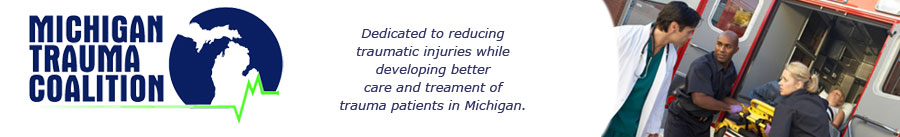 MICHIGAN
TRAUMA
COALITION
Dedicated to reducing
traumatic injuries while
developing better
care and treament of
trauma patients in Michigan.